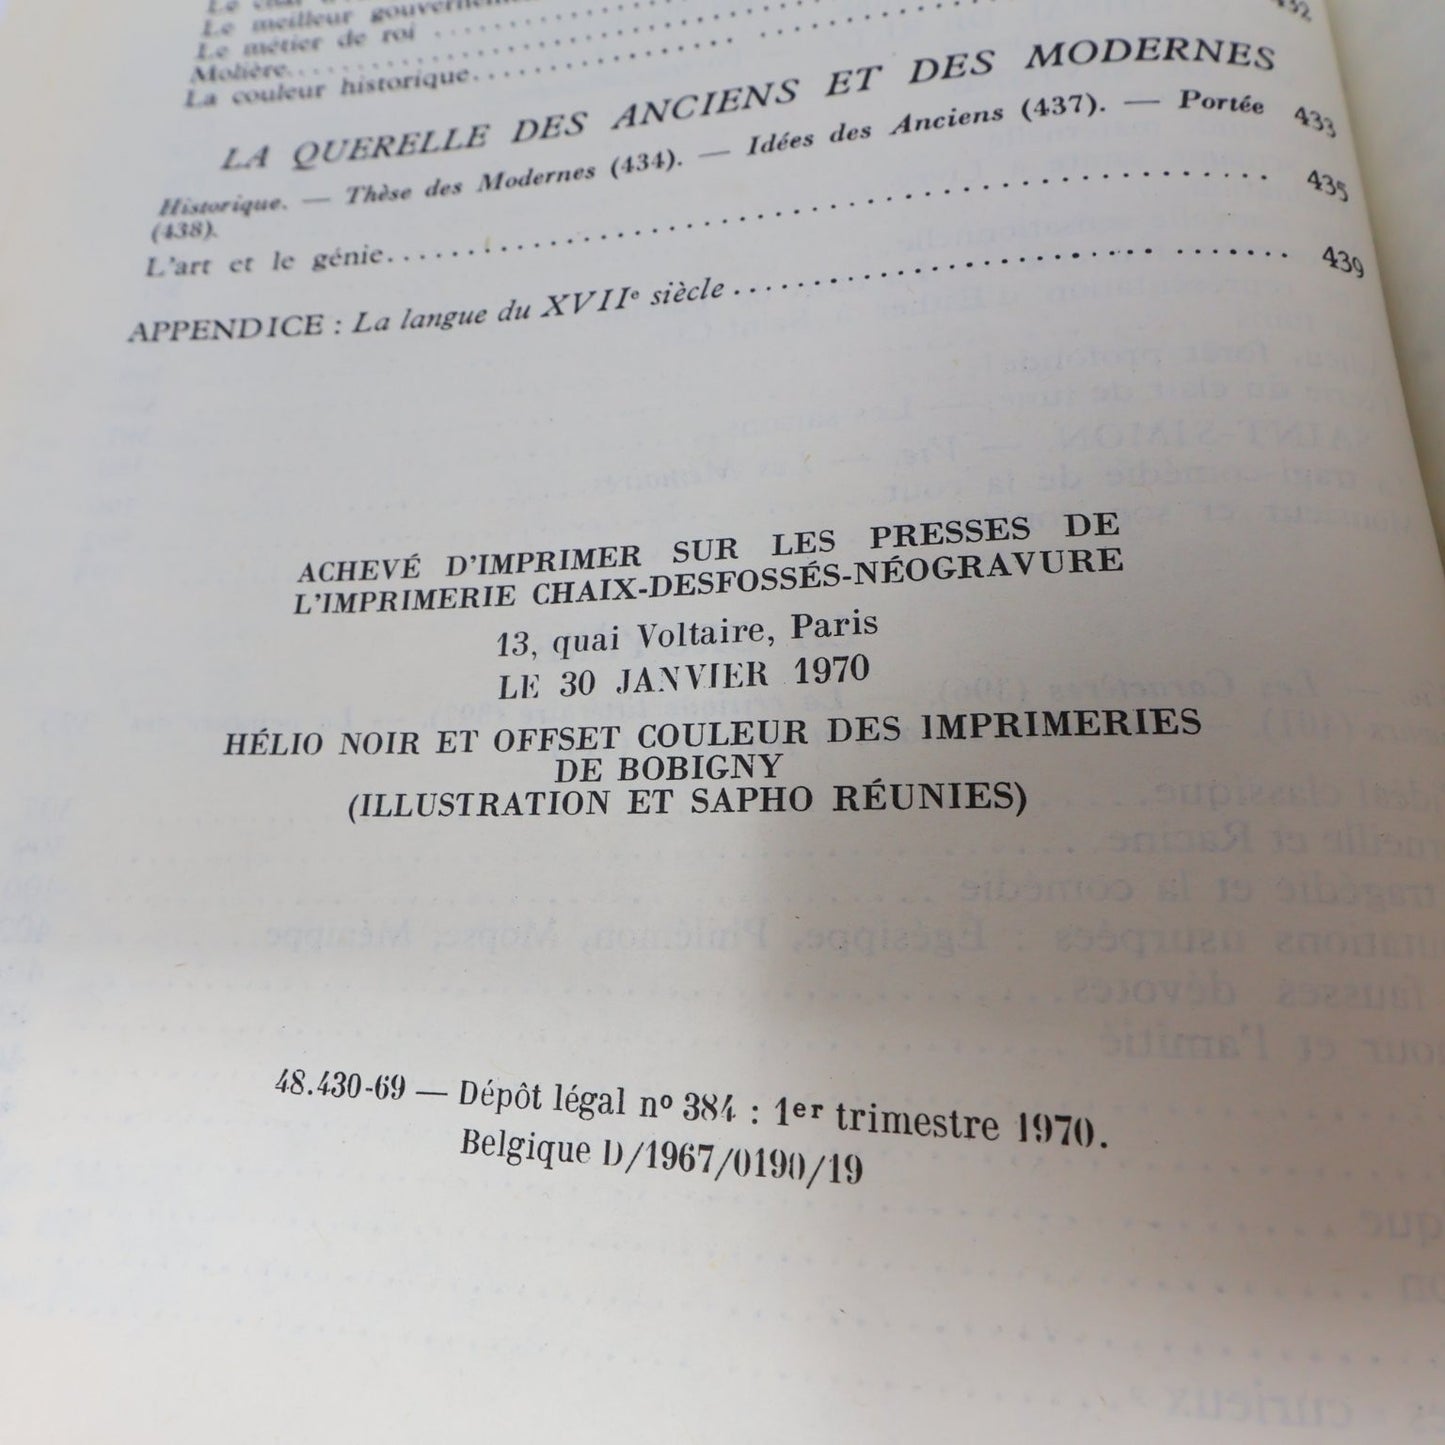 Le meilleur
Le métier de roi
Molière
La couleur historique
432
LA QUERELLE DES ANCIENS ET DES MODERNES
Historique. — Thèse des Modernes (434). — Idées des Anciens (437). — Portée 433
(438).
L'art et le génie 435
APPENDICE : La langue du XVIIe siècle 439
ACHEVÉ D'IMPRIMER SUR LES PRESSES DE
L'IMPRIMERIE CHAIX-DESFOSSÉS-NÉOGRAVURE
13, quai Voltaire, Paris
LE 30 JANVIER 1970
HÉLIO NOIR ET OFFSET COULEUR DES IMPRIMERIES
DE BOBIGNY
(ILLUSTRATION ET SAPHO RÉUNIES)
48.430-69 — Dépôt légal nº 384 : 1er trimestre 1970.
Belgique D/1967/0190/19